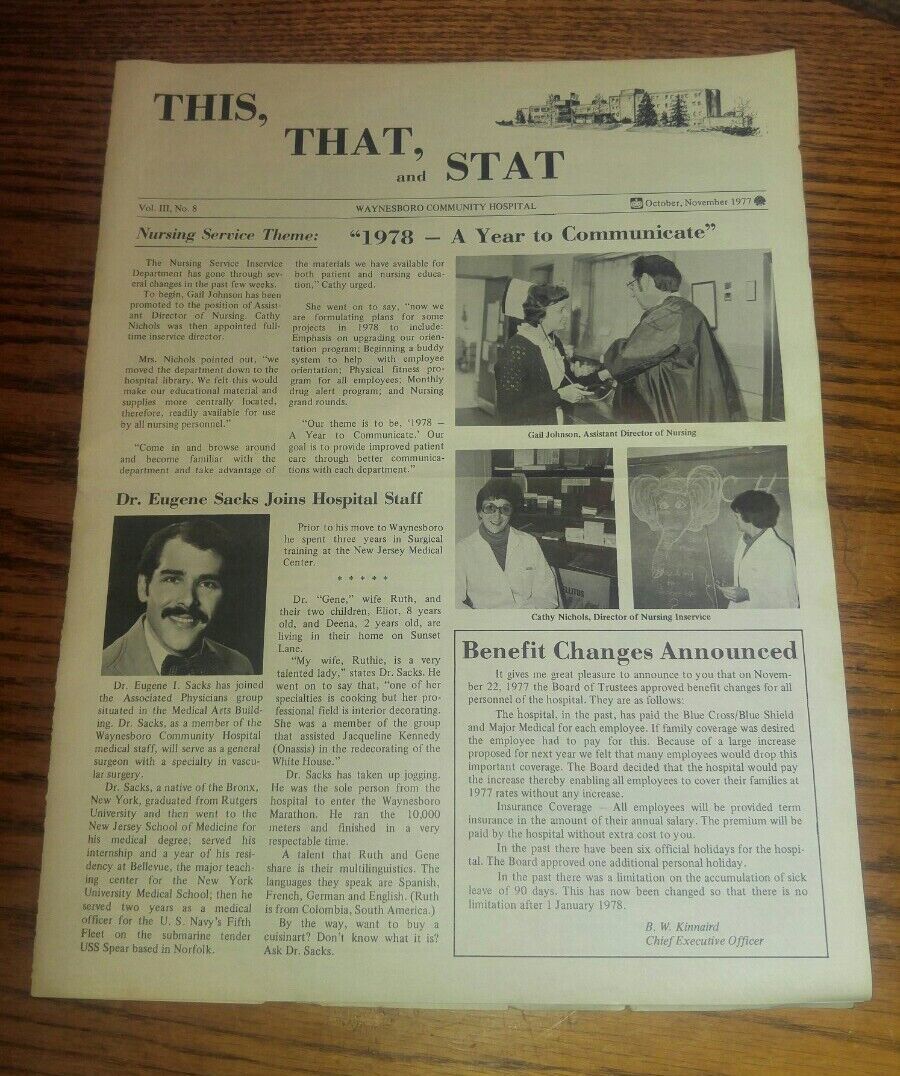 THIS,
THAT,
and STAT
Vol. III, No. 8 WAYNESBORO COMMUNITY HOSPITAL October, November 1977
Nursing Service Theme: "1978 — A Year to Communicate"
The Nursing Service Inservice
Department has gone through sev-
eral changes in the past few weeks.
To begin, Gail Johnson has been
promoted to the position of Assist-
ant Director of Nursing. Cathy
Nichols was then appointed full-
time inservice director.
Mrs. Nichols pointed out, "we
moved the department down to the
hospital library. We felt this would
make our educational material and
supplies more centrally located,
therefore, readily available for use
by all nursing personnel."
"Come in and browse around
and become familiar with the
department and take advantage of
the materials we have available for
both patient and nursing educa-
tion," Cathy urged.
She went on to say, "now we
are formulating plans for some
projects in 1978 to include:
Emphasis on upgrading our orien-
tation program; Beginning a buddy
system to help with employee
orientation; Physical fitness pro-
gram for all employees; Monthly
drug alert program; and Nursing
grand rounds.
"Our theme is to be, '1978 —
A Year to Communicate.' Our
goal is to provide improved patient
care through better communica-
tions with each department."
Gail Johnson, Assistant Director of Nursing
Cathy Nichols, Director of Nursing Inservice
Dr. Eugene Sacks Joins Hospital Staff
Dr. Eugene I. Sacks has joined
the Associated Physicians group
situated in the Medical Arts Build-
ing. Dr. Sacks, as a member of the
Waynesboro Community Hospital
medical staff, will serve as a general
surgeon with a specialty in vascu-
lar surgery.
Dr. Sacks, a native of the Bronx,
New York, graduated from Rutgers
University and then went to the
New Jersey School of Medicine for
his medical degree; served his
internship and a year of his resi-
dency at Bellevue, the major teach-
ing center for the New York
University Medical School; then he
served two years as a medical
officer for the U. S. Navy's Fifth
Fleet on the submarine tender
USS Spear based in Norfolk.
Prior to his move to Waynesboro
he spent three years in Surgical
training at the New Jersey Medical
Center.
* * * * *
Dr. "Gene," wife Ruth, and
their two children, Elior, 8 years
old, and Deena, 2 years old, are
living in their home on Sunset
Lane.
"My wife, Ruthie, is a very
talented lady," states Dr. Sacks. He
went on to say that, "one of her
specialties is cooking but her pro-
fessional field is interior decorating.
She was a member of the group
that assisted Jacqueline Kennedy
(Onassis) in the redecorating of the
White House."
Dr. Sacks has taken up jogging.
He was the sole person from the
hospital to enter the Waynesboro
Marathon. He ran the 10,000
meters and finished in a very
respectable time.
A talent that Ruth and Gene
share is their multilinguistics. The
languages they speak are Spanish,
French, German and English. (Ruth
is from Colombia, South America.)
By the way, want to buy a
cuisinart? Don't know what it is?
Ask Dr. Sacks.
Benefit Changes Announced
It gives me great pleasure to announce to you that on Novem-
ber 22, 1977 the Board of Trustees approved benefit changes for all
personnel of the hospital. They are as follows:
The hospital, in the past, has paid the Blue Cross/Blue Shield
and Major Medical for each employee. If family coverage was desired
the employee had to pay for this. Because of a large increase
proposed for next year we felt that many employees would drop this
important coverage. The Board decided that the hospital would pay
the increase thereby enabling all employees to cover their families at
1977 rates without any increase.
Insurance Coverage — All employees will be provided term
insurance in the amount of their annual salary. The premium will be
paid by the hospital without extra cost to you.
In the past there have been six official holidays for the hospi-
tal. The Board approved one additional personal holiday.
In the past there was a limitation on the accumulation of sick
leave of 90 days. This has now been changed so that there is no
limitation after 1 January 1978.
B. W. Kinnaird
Chief Executive Officer